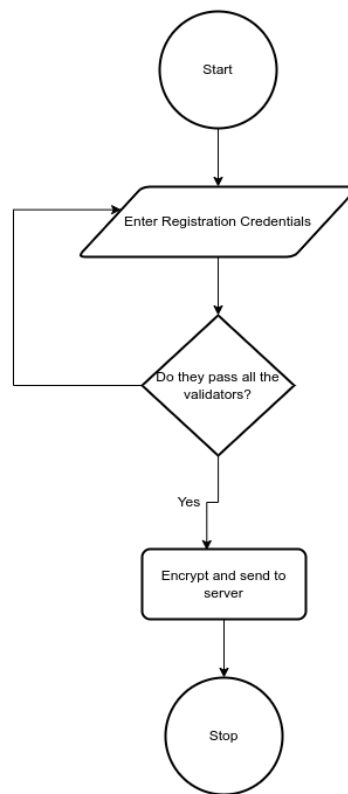 Start
Enter Registration Credentials
Do they pass all the
validators?
Yes
Encrypt and send to
server
Stop